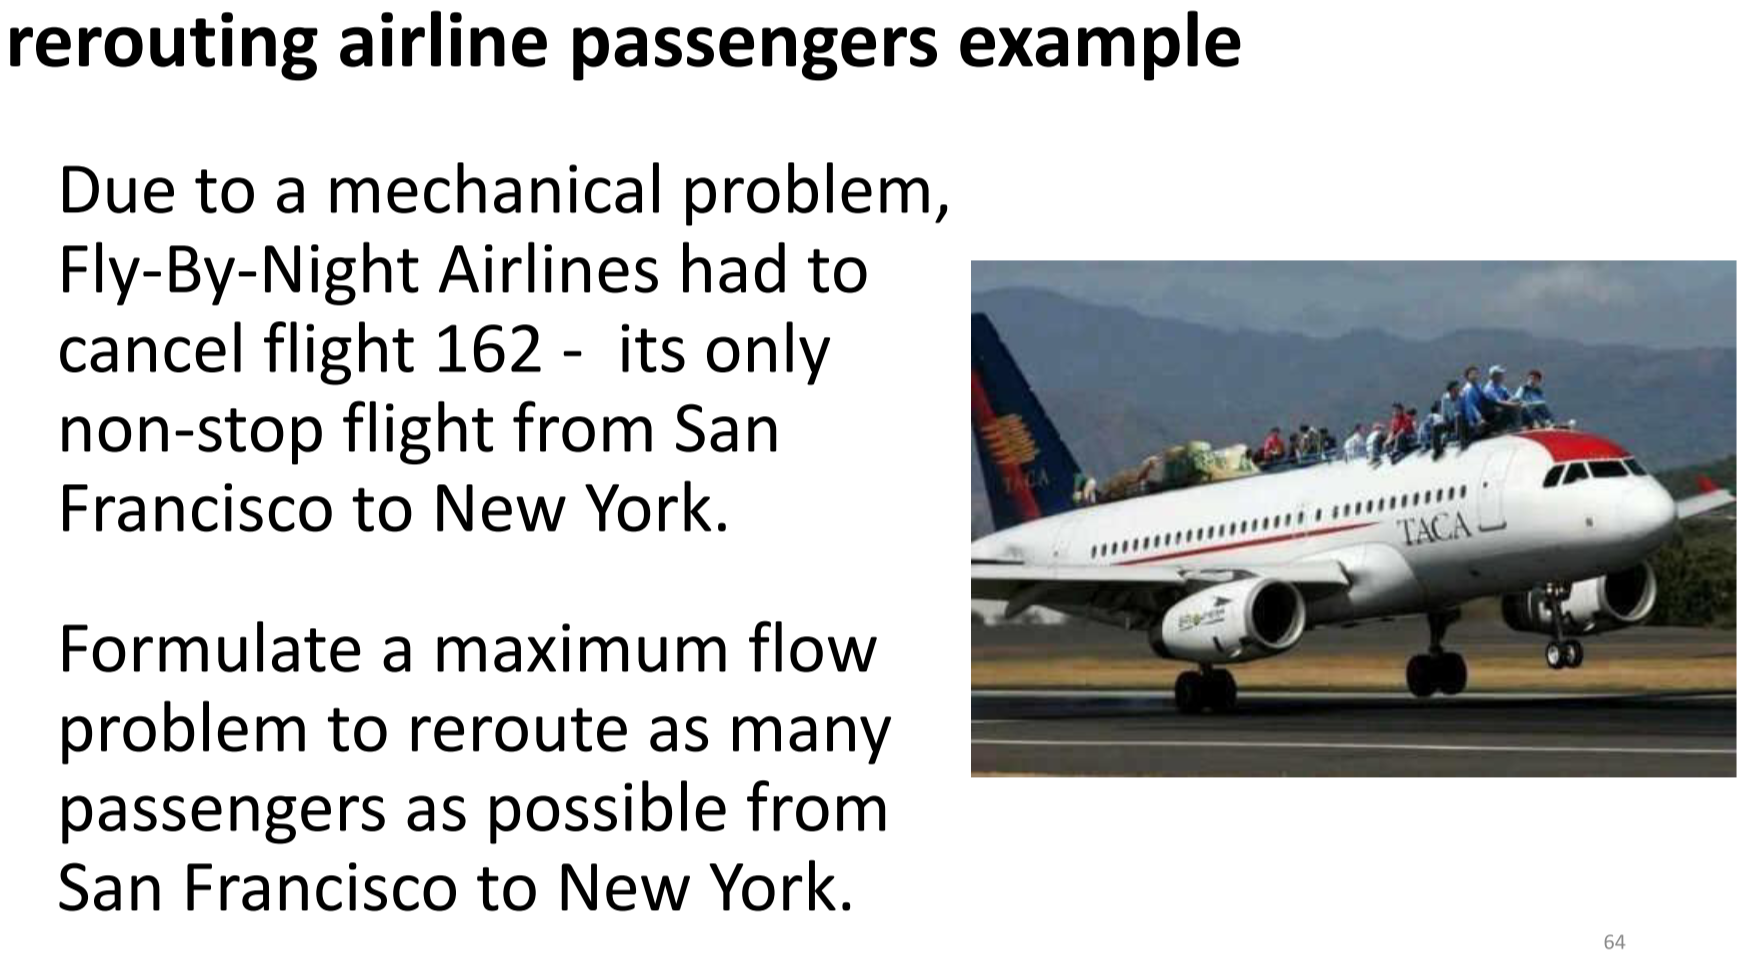 rerouting airline passengers example
Due to a mechanical problem,
Fly-By-Night Airlines had to
cancel flight 162 -  its only
non-stop flight from San
Francisco to New York.
Formulate a maximum flow
problem to reroute as many
passengers as possible from
San Francisco to New York.
TACA
TACA
64